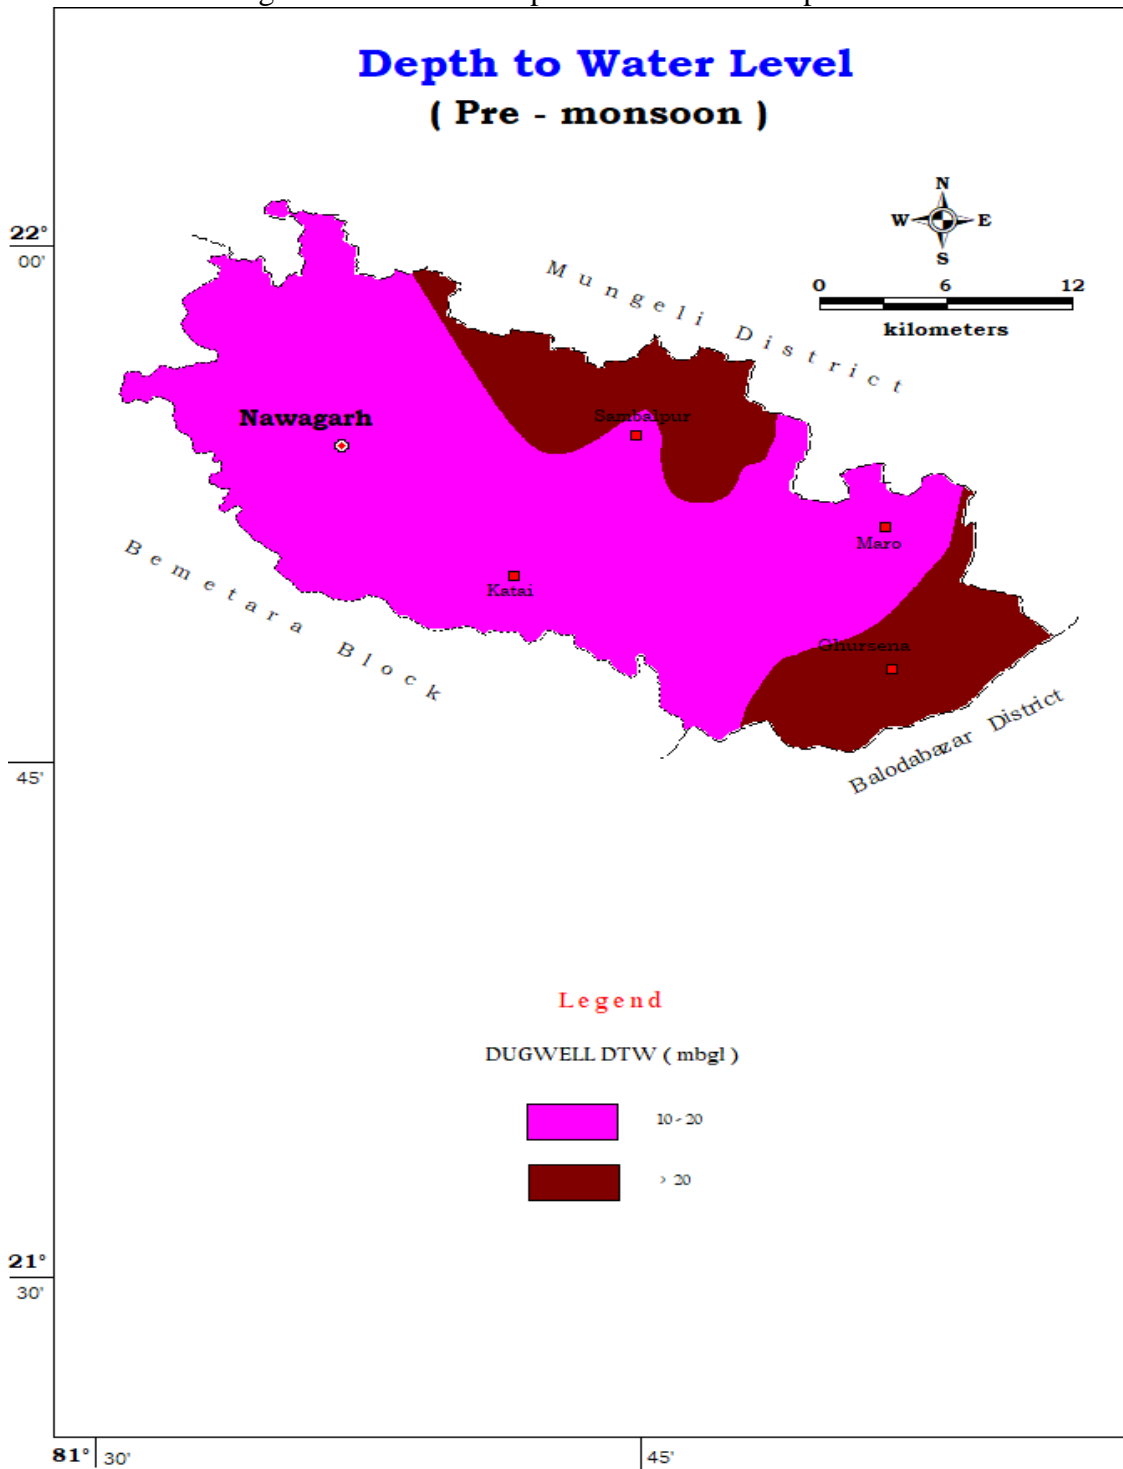 Depth to Water Level
( Pre - monsoon )
N
W E
S
22°
00'
0 6 12
kilometers
Mungeli District
Sambalpur
Nawagarh
Maro
Katai
Bemetara Block
Ghursena
Balodabazar District
45'
Legend
DUGWELL DTW ( mbgl )
10 - 20
> 20
21°
30'
81° 30' 45'